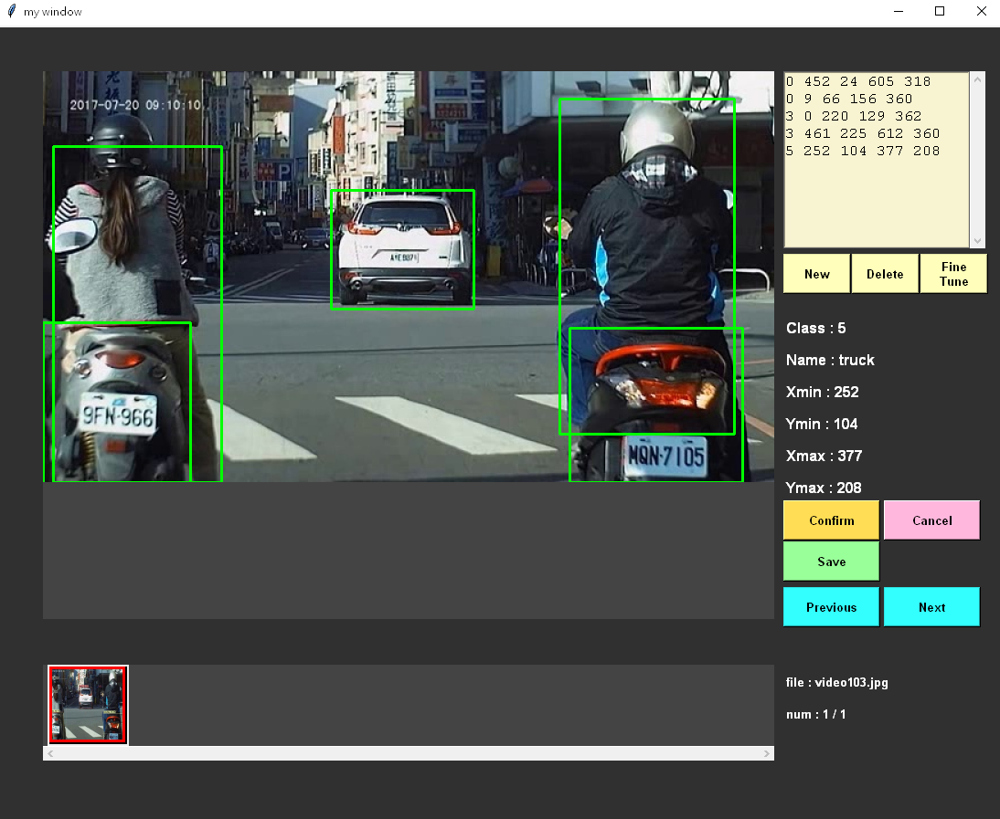 my window
2017-07-20 09:10:10
P
9FN-966
MQN-7105
0 452 24 605 318
0 9 66 156 360
3 0 220 129 362
3 461 225 612 360
5 252 104 377 208
New
Delete
Fine
Tune
Class : 5
Name : truck
Xmin : 252
Ymin : 104
Xmax : 377
Ymax : 208
Confirm
Cancel
Save
Previous
Next
file : video103.jpg
num : 1 / 1